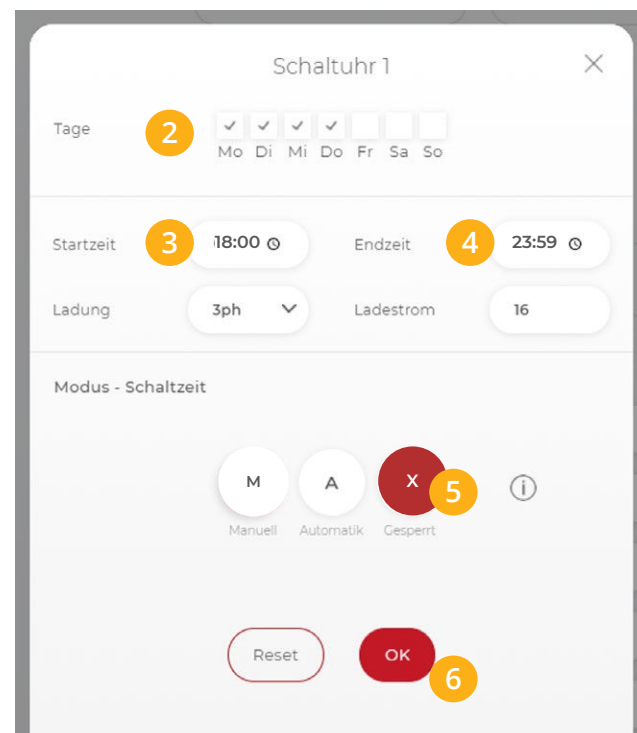 Schaltuhr 1
Tage 2
Mo Di Mi Do Fr Sa So
Startzeit 3 18:00 Endzeit 4 23:59
Ladung 3ph Ladestrom 16
Modus - Schaltzeit
M A X 5 i
Manuell Automatik Gesperrt
Reset OK 6